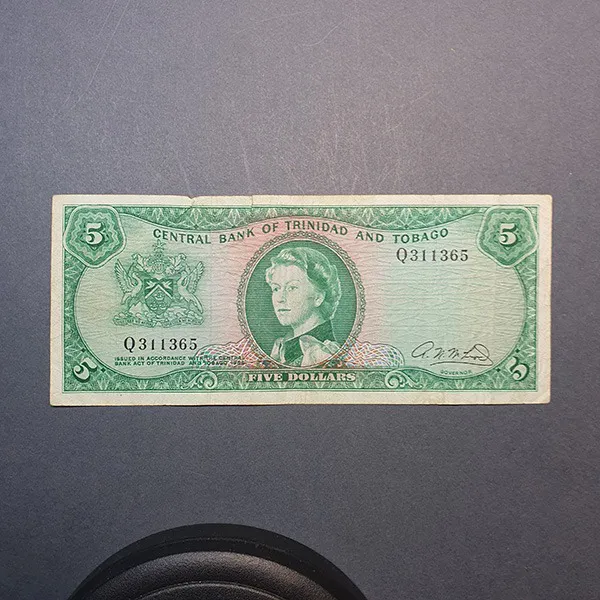 5
5
CENTRAL BANK OF TRINIDAD AND TOBAGO
Q311365
Q311365
ISSUED IN ACCORDANCE WITH THE CENTRAL
BANK ACT OF TRINIDAD AND TOBAGO 1964
GOVERNOR
5
FIVE DOLLARS
5